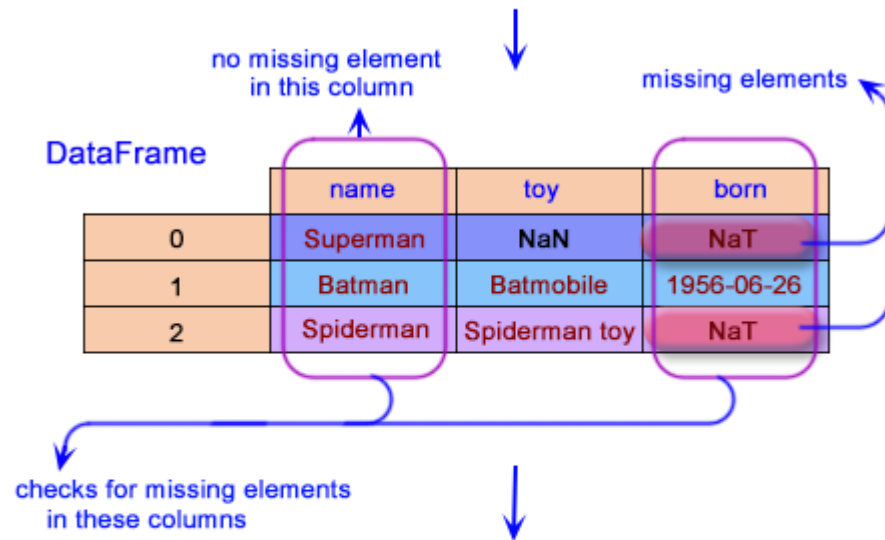 no missing element
in this column
missing elements
DataFrame
name toy born
0 Superman NaN NaT
1 Batman Batmobile 1956-06-26
2 Spiderman Spiderman toy NaT
checks for missing elements
in these columns